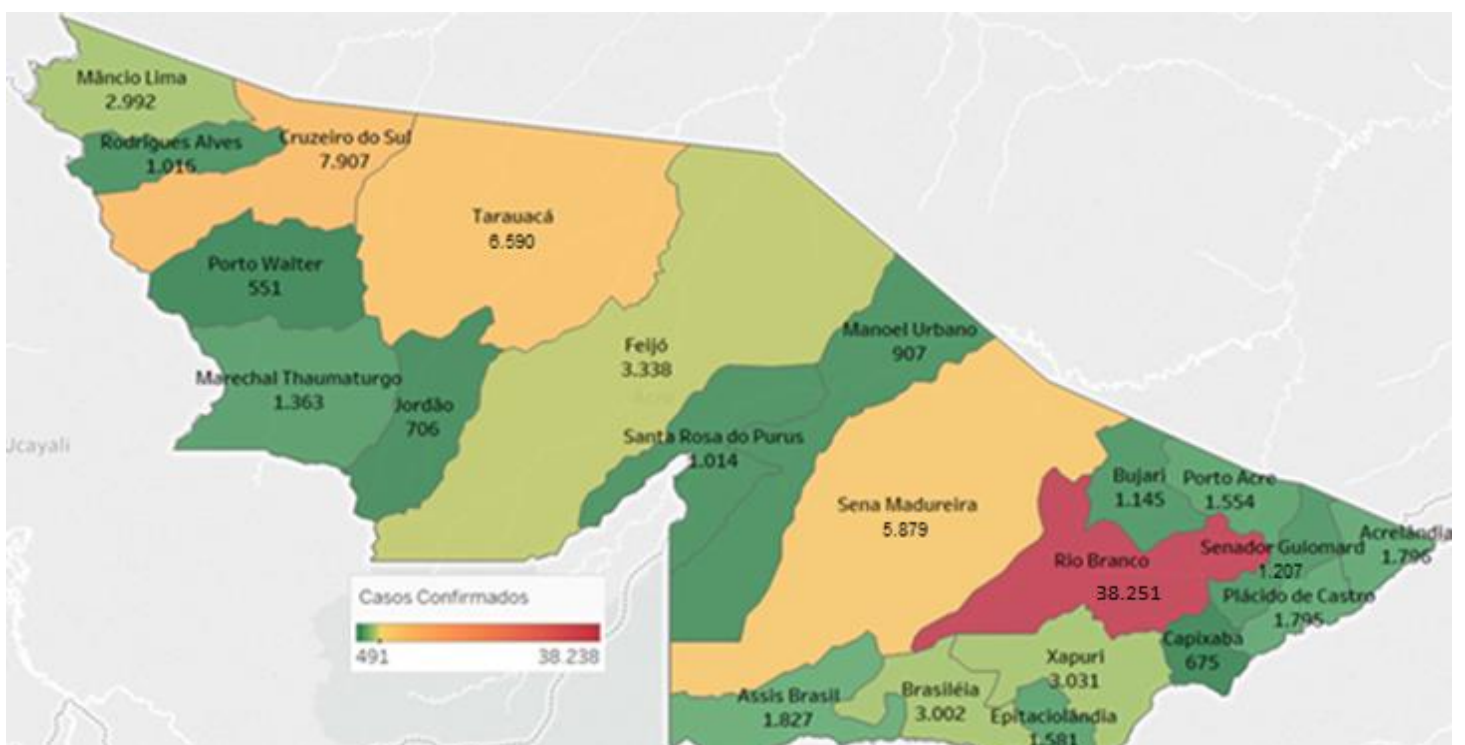 Mâncio Lima
2.992
Rodrigues Alves
1.016
Cruzeiro do Sul
7.907
Tarauacá
6.590
Porto Walter
551
Marechal Thaumaturgo
1.363
Jordão
706
Feijó
3.338
Manoel Urbano
907
Santa Rosa do Purus
1.014
Ucayali
Sena Madureira
5.879
Bujari
1.145
Porto Acre
1.554
Acrelândia
1.796
Senador Guiomard
1.207
Rio Branco
38.251
Plácido de Castro
1.795
Capixaba
675
Xapuri
3.031
Brasiléia
3.002
Epitaciolândia
1.581
Assis Brasil
1.827
Casos Confirmados
491 38.238